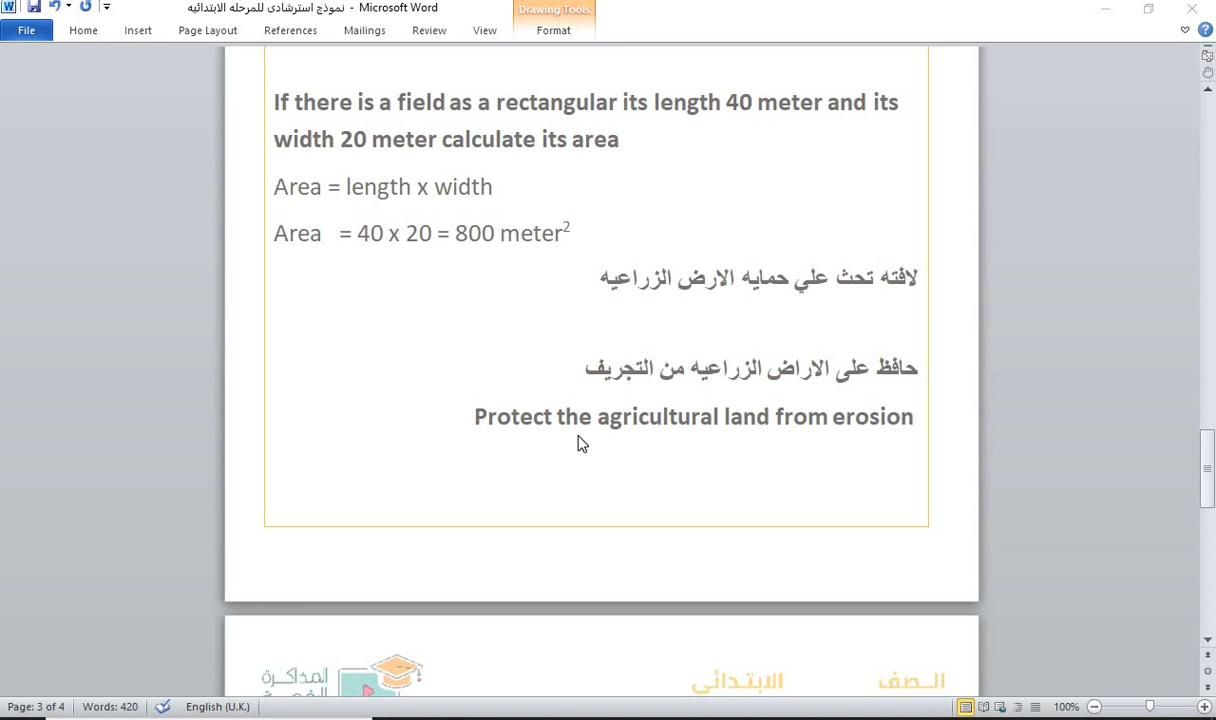 نموذج استرشادى للمرحله الابتدائيه - Microsoft Word
Drawing Tools
File Home Insert Page Layout References Mailings Review View Format
If there is a field as a rectangular its length 40 meter and its
width 20 meter calculate its area
Area = length x width
Area = 40 x 20 = 800 meter²
لافته تحث علي حمايه الارض الزراعيه
حافظ على الاراض الزراعيه من التجريف
Protect the agricultural land from erosion
المذاكرة
الصف الابتدائى
Page: 3 of 4 Words: 420 English (U.K.) 100%